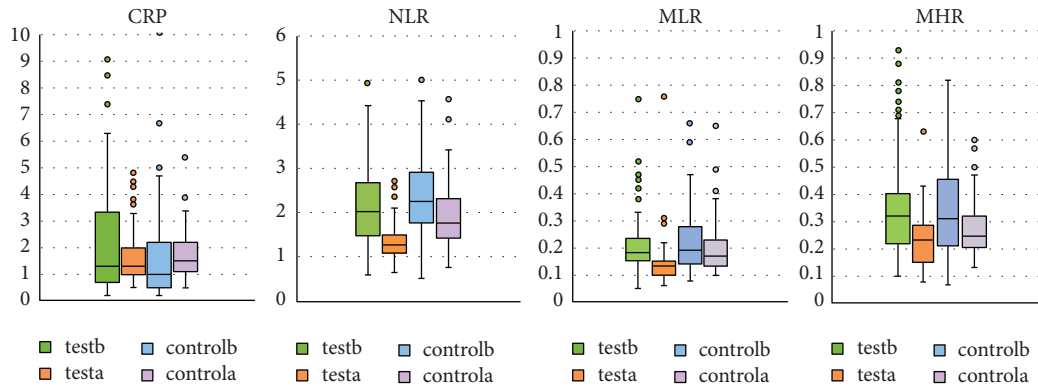 CRP
10
9
8
7
6
5
4
3
2
1
0
testb
controlb
testa
controla
NLR
6
5
4
3
2
1
0
testb
controlb
testa
controla
MLR
1
0.9
0.8
0.7
0.6
0.5
0.4
0.3
0.2
0.1
0
testb
controlb
testa
controla
MHR
1
0.9
0.8
0.7
0.6
0.5
0.4
0.3
0.2
0.1
0
testb
controlb
testa
controla